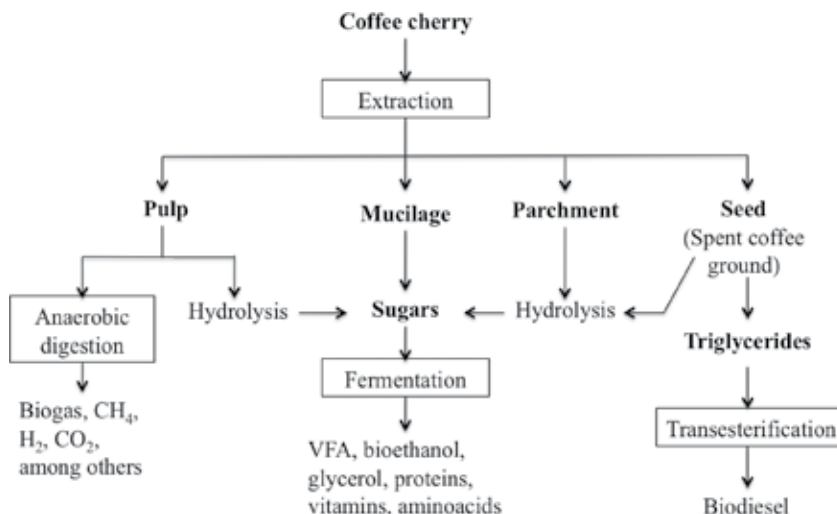 Coffee cherry
Extraction
Pulp
Mucilage
Parchment
Seed
(Spent coffee
ground)
Anaerobic
digestion
Hydrolysis
Sugars
Hydrolysis
Triglycerides
Biogas, CH₄,
H₂, CO₂,
among others
Fermentation
VFA, bioethanol,
glycerol, proteins,
vitamins, aminoacids
Transesterification
Biodiesel